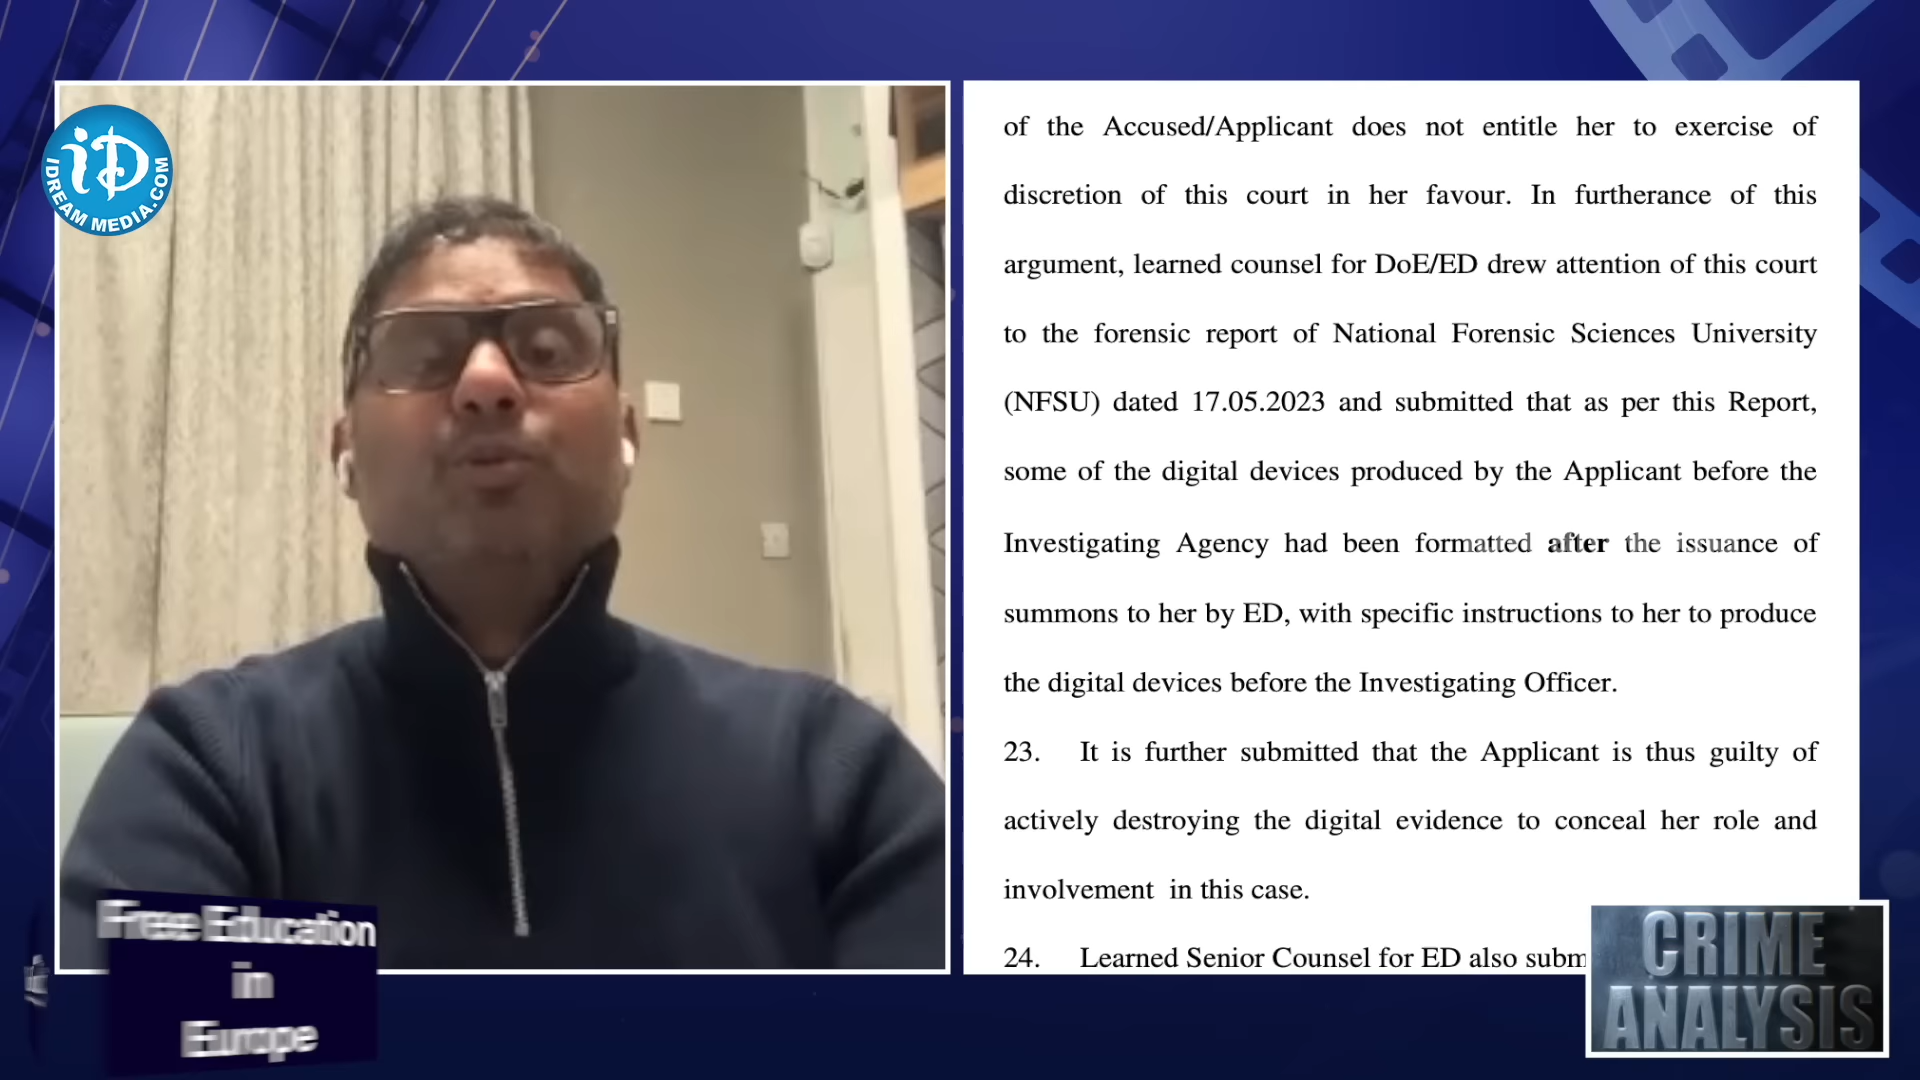 iD
IDREAM MEDIA.COM
of the Accused/Applicant does not entitle her to exercise of
discretion of this court in her favour. In furtherance of this
argument, learned counsel for DoE/ED drew attention of this court
to the forensic report of National Forensic Sciences University
(NFSU) dated 17.05.2023 and submitted that as per this Report,
some of the digital devices produced by the Applicant before the
Investigating Agency had been formatted after the issuance of
summons to her by ED, with specific instructions to her to produce
the digital devices before the Investigating Officer.
23. It is further submitted that the Applicant is thus guilty of
actively destroying the digital evidence to conceal her role and
involvement in this case.
24. Learned Senior Counsel for ED also subm
Free Education
in
Europe
CRIME
ANALYSIS